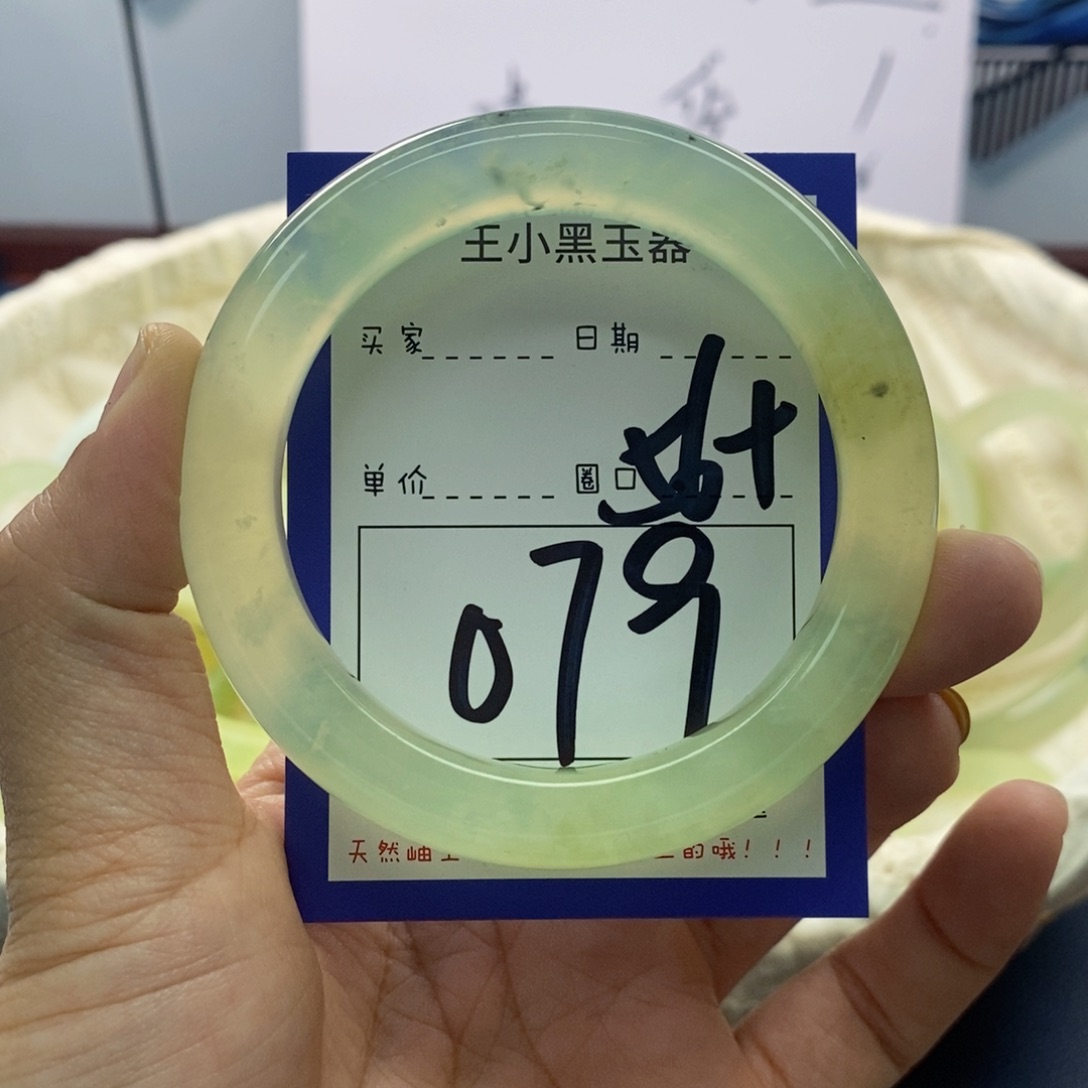 王小黑玉器
买家 日期
单价 圈口
079
天然岫
的哦！！！